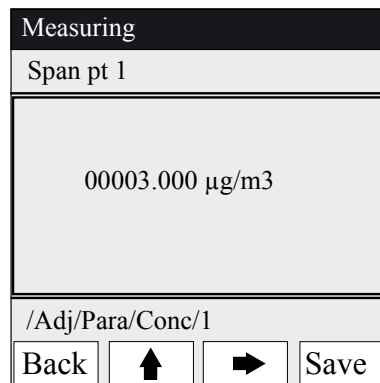 Measuring
Span pt 1
00003.000 µg/m3
/Adj/Para/Conc/1
Back Save